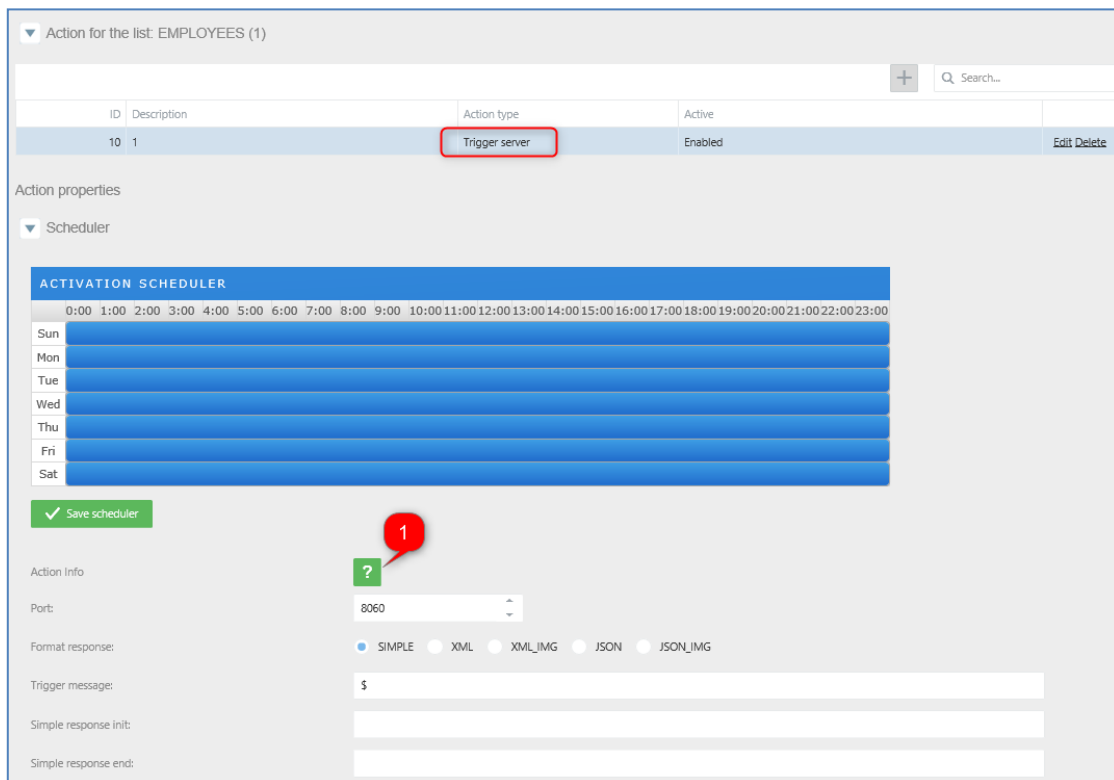 Action for the list: EMPLOYEES (1)
Search...
ID Description Action type Active
10 1 Trigger server Enabled Edit Delete
Action properties
Scheduler
ACTIVATION SCHEDULER
0:00 1:00 2:00 3:00 4:00 5:00 6:00 7:00 8:00 9:00 10:00 11:00 12:00 13:00 14:00 15:00 16:00 17:00 18:00 19:00 20:00 21:00 22:00 23:00
Sun
Mon
Tue
Wed
Thu
Fri
Sat
Save scheduler
1
Action Info ?
Port: 8060
Format response: SIMPLE XML XML_IMG JSON JSON_IMG
Trigger message: $
Simple response init:
Simple response end: